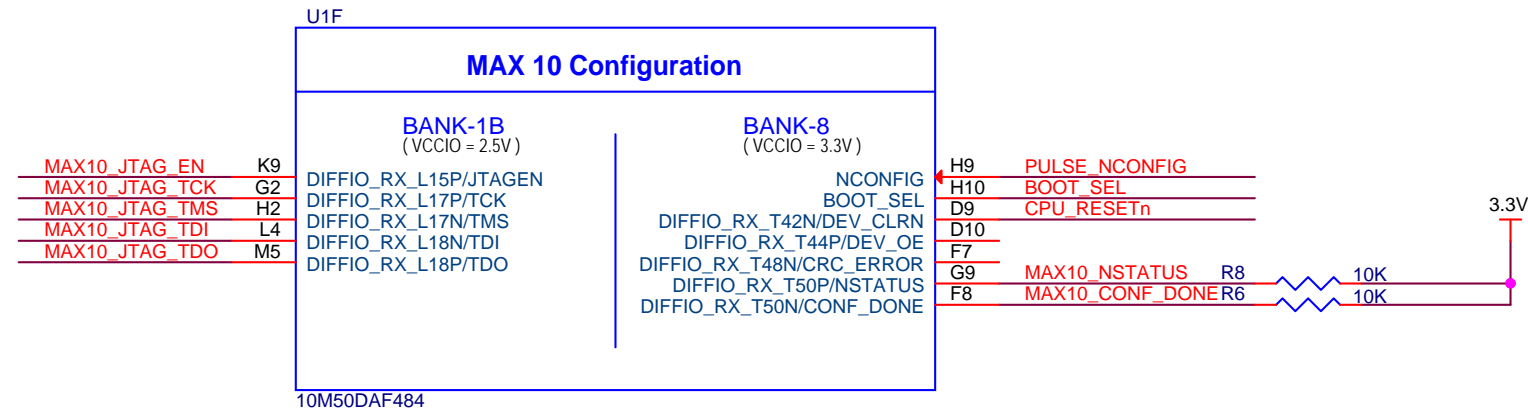 U1F
MAX 10 Configuration
BANK-1B
( VCCIO = 2.5V )
BANK-8
( VCCIO = 3.3V )
MAX10_JTAG_EN K9 DIFFIO_RX_L15P/JTAGEN
MAX10_JTAG_TCK G2 DIFFIO_RX_L17P/TCK
MAX10_JTAG_TMS H2 DIFFIO_RX_L17N/TMS
MAX10_JTAG_TDI L4 DIFFIO_RX_L18N/TDI
MAX10_JTAG_TDO M5 DIFFIO_RX_L18P/TDO
NCONFIG H9 PULSE_NCONFIG
BOOT_SEL H10 BOOT_SEL
DIFFIO_RX_T42N/DEV_CLRN D9 CPU_RESETn
DIFFIO_RX_T44P/DEV_OE D10
DIFFIO_RX_T48N/CRC_ERROR F7
DIFFIO_RX_T50P/NSTATUS G9 MAX10_NSTATUS R8 10K
DIFFIO_RX_T50N/CONF_DONE F8 MAX10_CONF_DONE R6 10K
3.3V
10M50DAF484